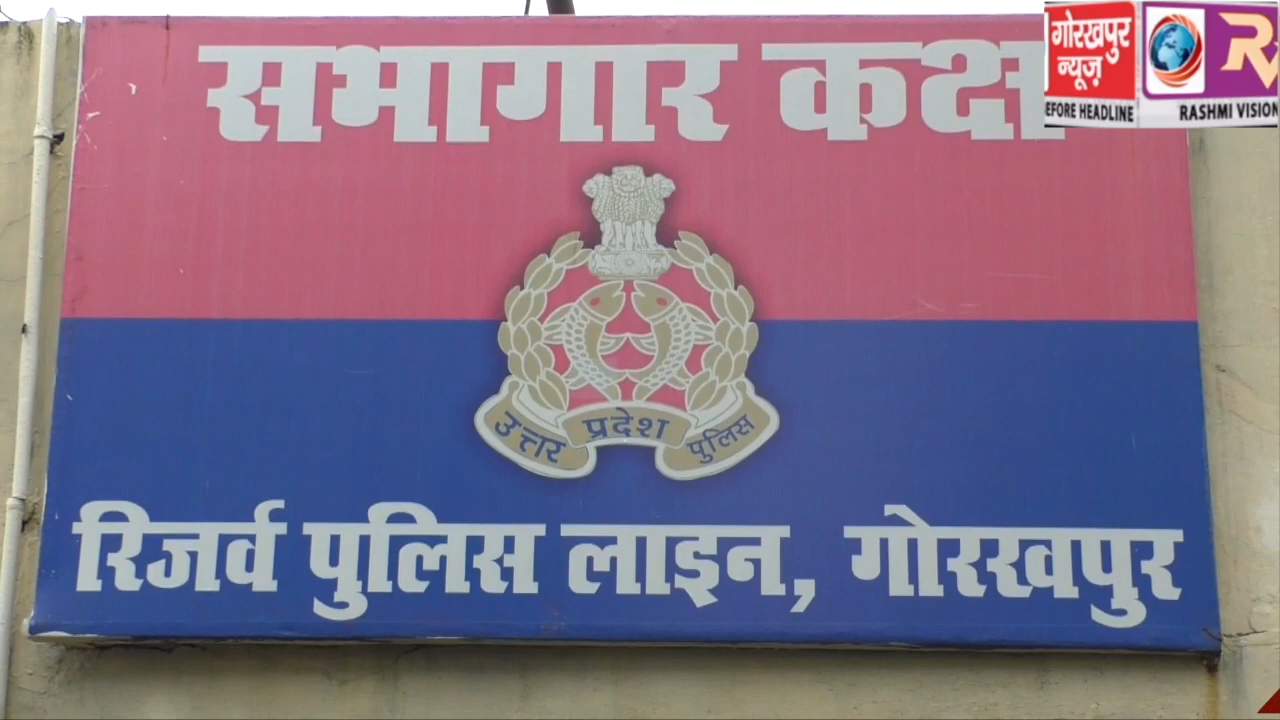 सभागार कक्ष
गोरखपुर
न्यूज़
EFORE HEADLINE
R
RASHMI VISION
उत्तर प्रदेश पुलिस
रिजर्व पुलिस लाइन, गोरखपुर